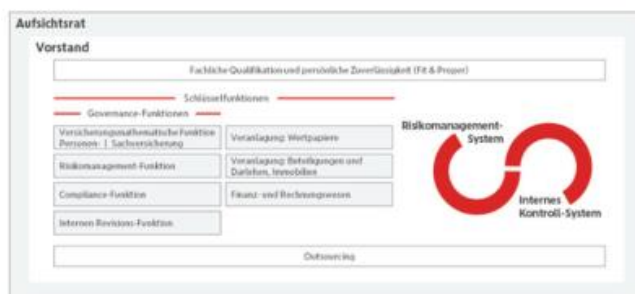 Aufsichtsrat
Vorstand
Fachliche Qualifikation und persönliche Zuverlässigkeit (Fit & Proper)
Schlüsselfunktionen
Governance-Funktionen
Versicherungsmathematische Funktion
Personen- | Sachversicherung
Veranlagung: Wertpapiere
Risikomanagement-Funktion
Veranlagung: Beteiligungen und
Darlehen, Immobilien
Compliance-Funktion
Finanz- und Rechnungswesen
Internen Revisions-Funktion
Risikomanagement-
System
Internes
Kontroll-System
Outsourcing